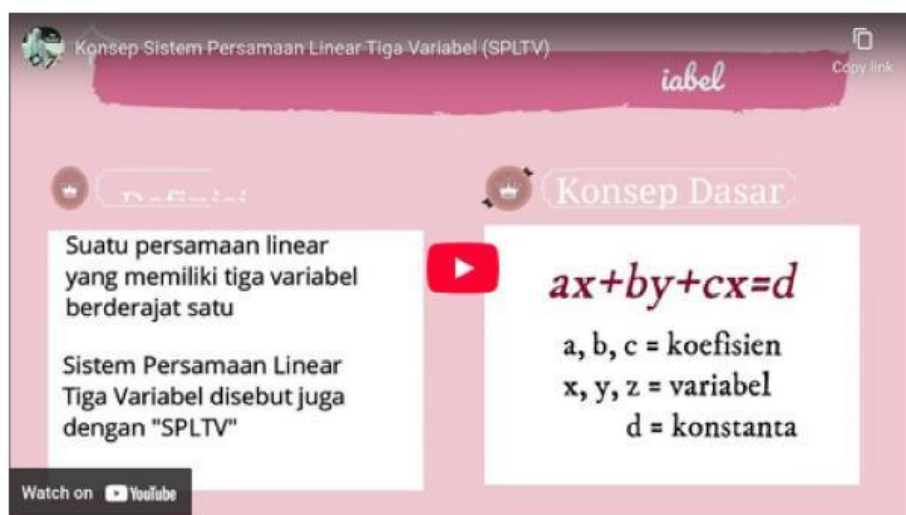 Konsep Sistem Persamaan Linear Tiga Variabel (SPLTV)
Copy link
iabel
Definisi
Suatu persamaan linear
yang memiliki tiga variabel
berderajat satu
Sistem Persamaan Linear
Tiga Variabel disebut juga
dengan "SPLTV"
Konsep Dasar
ax+by+cx=d
a, b, c = koefisien
x, y, z = variabel
d = konstanta
Watch on YouTube